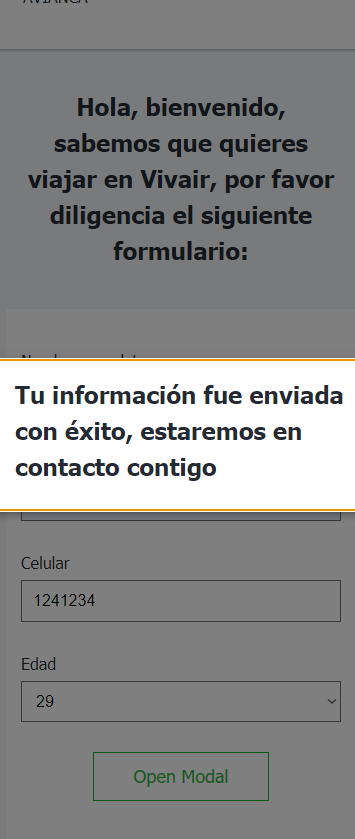 AVIANCA
Hola, bienvenido,
sabemos que quieres
viajar en Vivair, por favor
diligencia el siguiente
formulario:
Tu información fue enviada
con éxito, estaremos en
contacto contigo
Celular
1241234
Edad
29
Open Modal